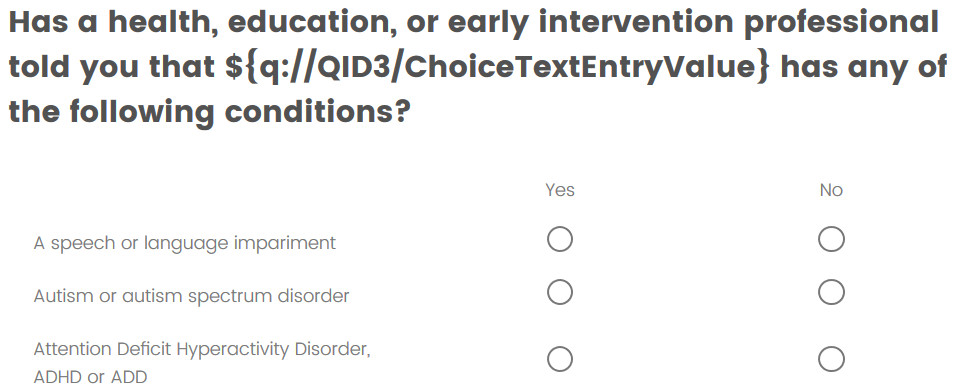 Has a health, education, or early intervention professional
told you that ${q://QID3/ChoiceTextEntryValue} has any of
the following conditions?
Yes No
A speech or language impariment
Autism or autism spectrum disorder
Attention Deficit Hyperactivity Disorder,
ADHD or ADD